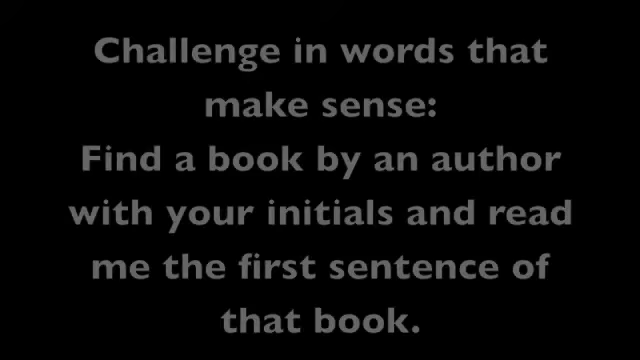 Challenge in words that
make sense:
Find a book by an author
with your initials and read
me the first sentence of
that book.